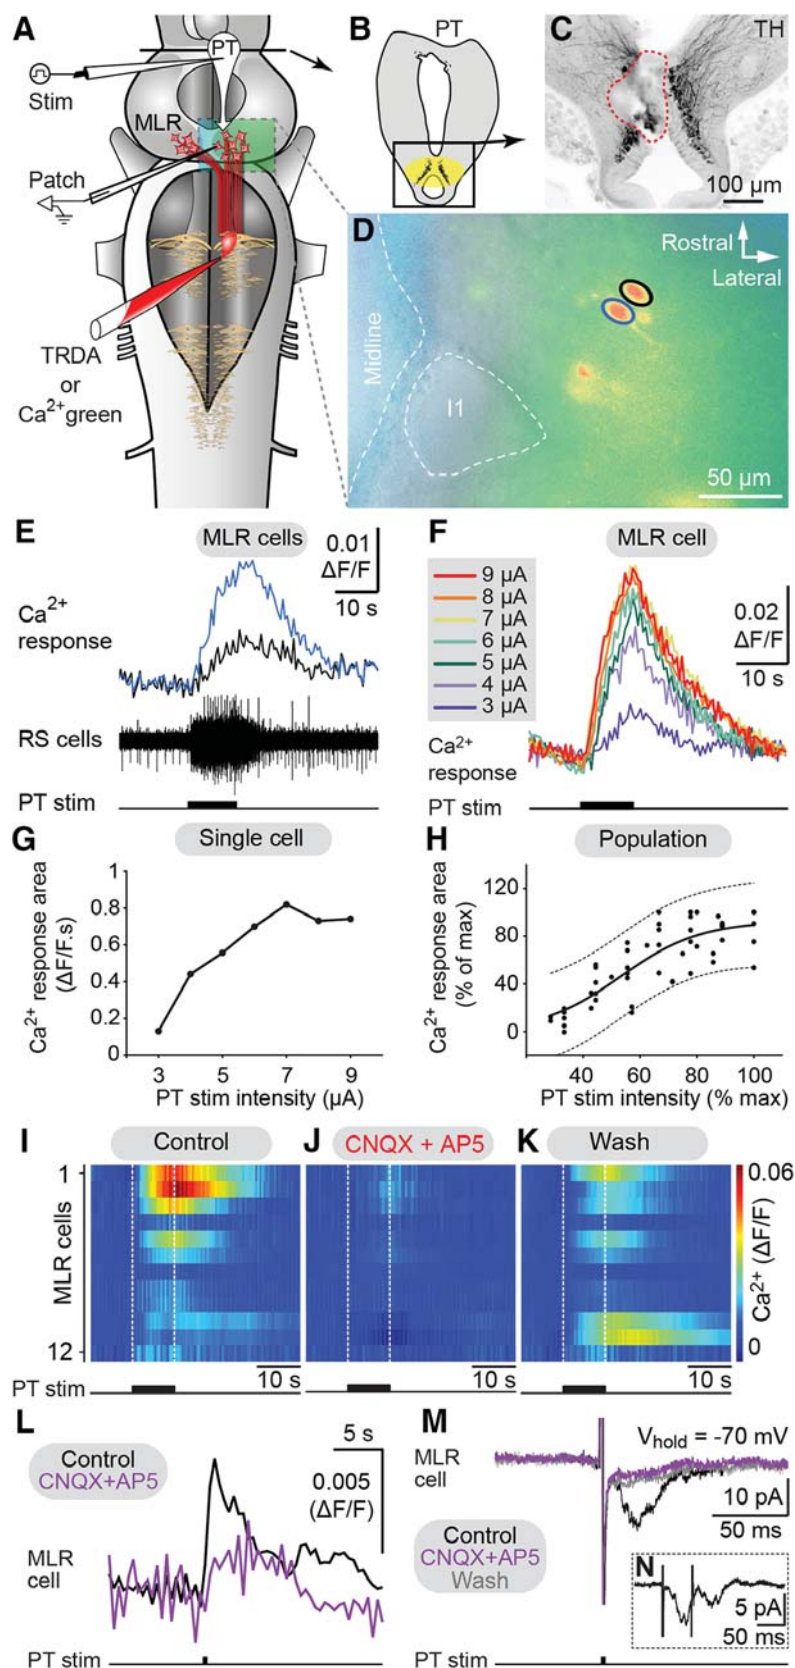 A
PT
Stim
MLR
Patch
TRDA
or
Ca2+green
B
PT
C
TH
100 µm
D
Rostral
Lateral
Midline
I1
50 µm
E
MLR cells
0.01
ΔF/F
10 s
Ca2+
response
RS cells
PT stim
F
MLR cell
9 µA
8 µA
7 µA
6 µA
5 µA
4 µA
3 µA
0.02
ΔF/F
10 s
Ca2+
response
PT stim
G
Single cell
Ca2+ response area
(ΔF/F.s)
1
0.8
0.6
0.4
0.2
0
3
5
7
9
PT stim intensity (µA)
H
Population
Ca2+ response area
(% of max)
120
80
40
0
40
60
80
100
PT stim intensity (% max)
I
Control
J
CNQX + AP5
K
Wash
MLR cells
1
12
0.06
Ca2+ (ΔF/F)
0
10 s
10 s
10 s
PT stim
L
Control
CNQX+AP5
5 s
0.005
(ΔF/F)
MLR
cell
PT stim
M
MLR
cell
Vhold = -70 mV
10 pA
50 ms
Control
CNQX+AP5
Wash
N
5 pA
50 ms
PT stim